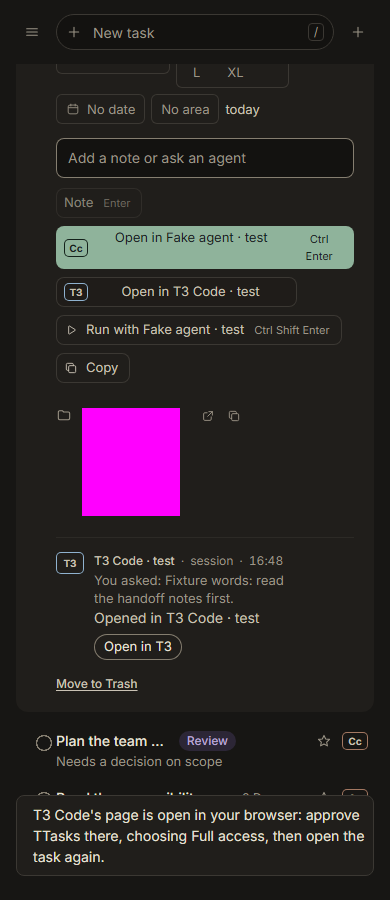 New task /
L XL
No date No area today
Add a note or ask an agent
Note Enter
Cc Open in Fake agent · test Ctrl Enter
T3 Open in T3 Code · test
Run with Fake agent · test Ctrl Shift Enter
Copy
T3 T3 Code · test · session · 16:48
You asked: Fixture words: read
the handoff notes first.
Opened in T3 Code · test
Open in T3
Move to Trash
Plan the team ... Review Cc
Needs a decision on scope
T3 Code's page is open in your browser: approve
TTasks there, choosing Full access, then open the
task again.